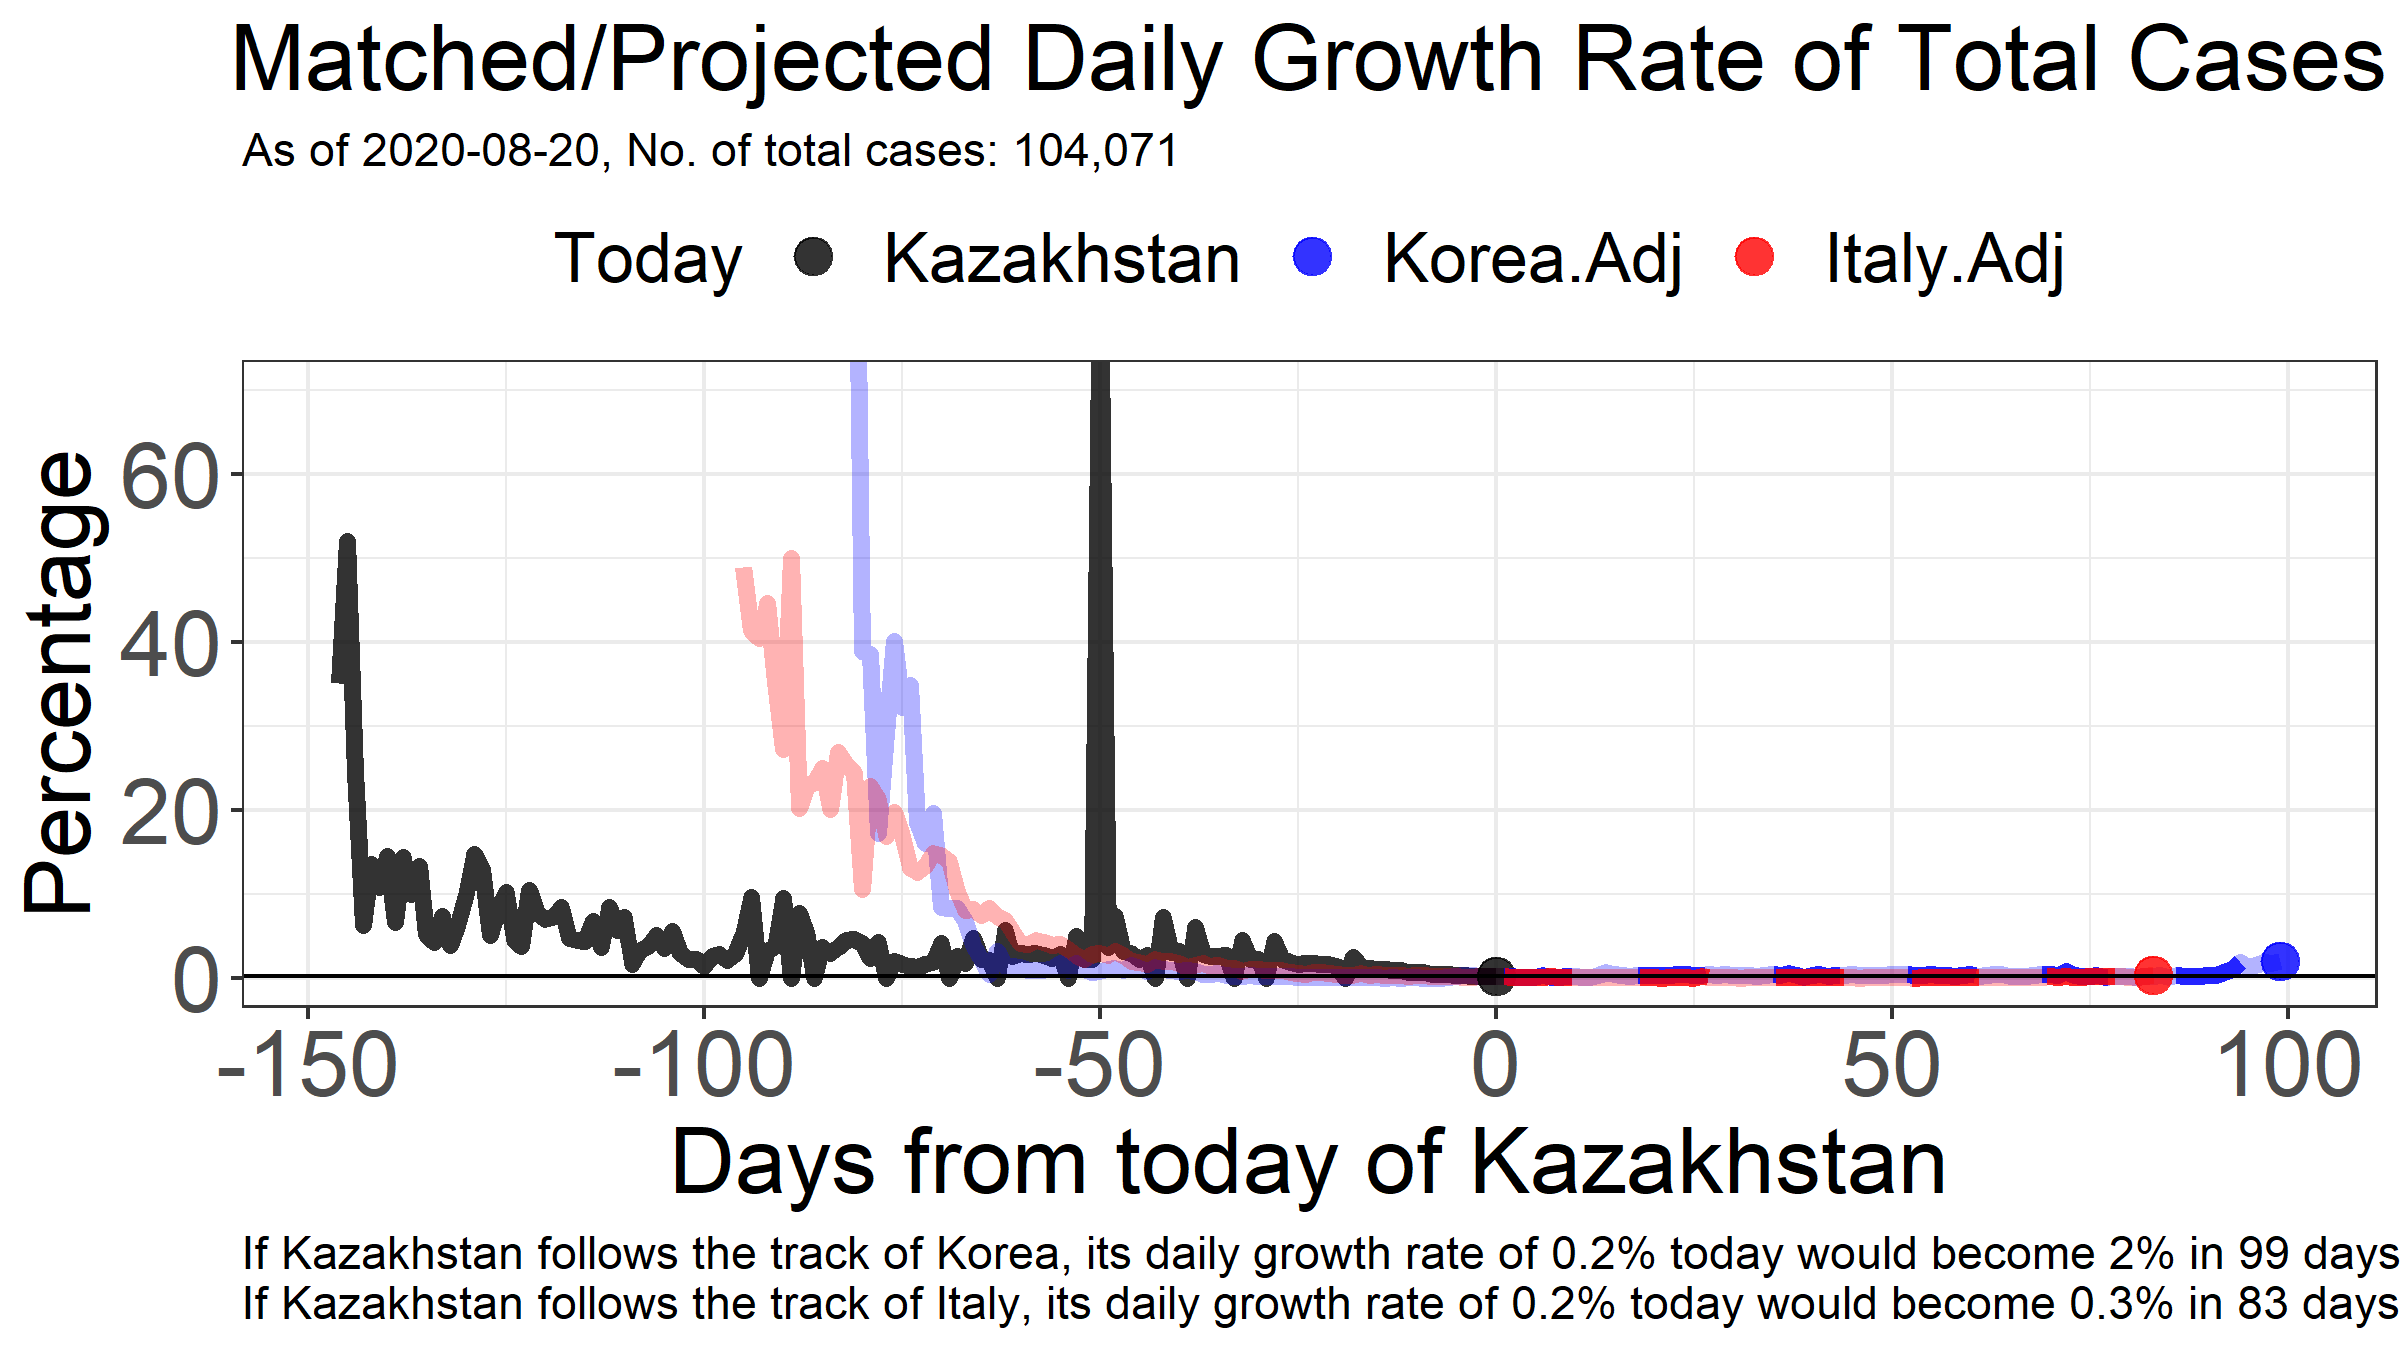 Matched/Projected Daily Growth Rate of Total Cases
As of 2020-08-20, No. of total cases: 104,071
Today Kazakhstan Korea.Adj Italy.Adj
Percentage
60
40
20
0
-150 -100 -50 0 50 100
Days from today of Kazakhstan
If Kazakhstan follows the track of Korea, its daily growth rate of 0.2% today would become 2% in 99 days
If Kazakhstan follows the track of Italy, its daily growth rate of 0.2% today would become 0.3% in 83 days